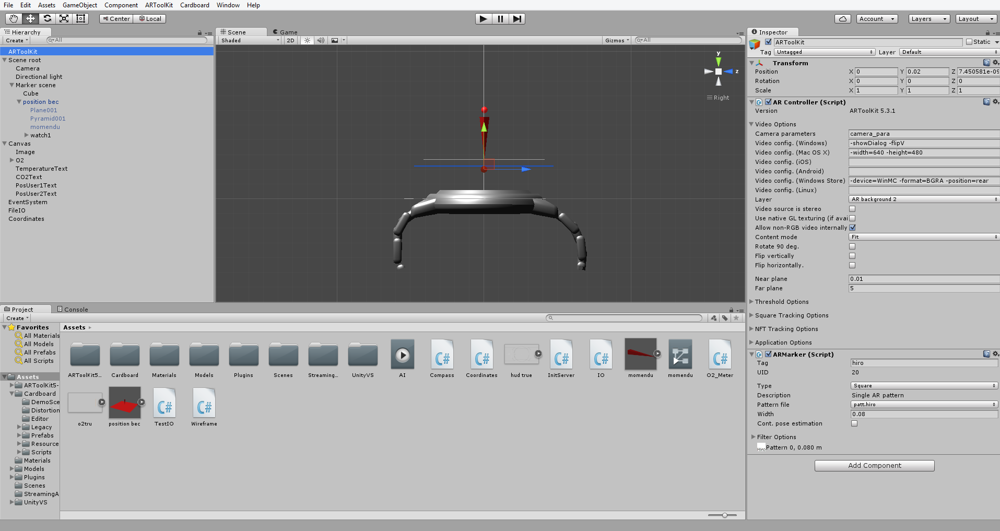 File Edit Assets GameObject Component ARToolKit Cardboard Window Help
Center Local Account Layers Layout
Hierarchy
Create All
ARToolKit
Scene root
Camera
Directional light
Marker scene
Cube
position bec
Plane001
Pyramid001
momendu
watch1
Canvas
Image
O2
TemperatureText
CO2Text
PosUser1Text
PosUser2Text
EventSystem
FileIO
Coordinates
Scene Game
Shaded 2D Gizmos All
y
z
Right
Inspector
ARToolKit Static
Tag Untagged Layer Default
Transform
Position X 0 Y 0.02 Z 7.450581e-09
Rotation X 0 Y 0 Z 0
Scale X 1 Y 1 Z 1
AR Controller (Script)
Version ARToolKit 5.3.1
Video Options
Camera parameters camera_para
Video config. (Windows) -showDialog -flipV
Video config. (Mac OS X) -width=640 -height=480
Video config. (iOS)
Video config. (Android)
Video config. (Windows Store) -device=WinMC -format=BGRA -position=rear
Video config. (Linux)
Layer AR background 2
Video source is stereo
Use native GL texturing (if avai
Allow non-RGB video internally
Content mode Fit
Rotate 90 deg.
Flip vertically
Flip horizontally.
Near plane 0.01
Far plane 5
Threshold Options
Square Tracking Options
NFT Tracking Options
Application Options
ARMarker (Script)
Tag hiro
UID 20
Type Square
Description Single AR pattern
Pattern file patt.hiro
Width 0.08
Cont. pose estimation
Filter Options
Hiro Pattern 0, 0.080 m
Add Component
Project Console
Create
Favorites
All Materials
All Models
All Prefabs
All Scripts
Assets
ARToolKit5-
Cardboard
DemoSce
Distortion
Editor
Legacy
Prefabs
Resource
Scripts
Materials
Models
Plugins
Scenes
StreamingA
UnityVS
Assets
C# C# C# C# C#
ARToolKit5... Cardboard Materials Models Plugins Scenes Streaming... UnityVS AI Compass Coordinates hud true InitServer IO momendu momendu O2_Meter
C# C#
o2tru position bec TestIO Wireframe